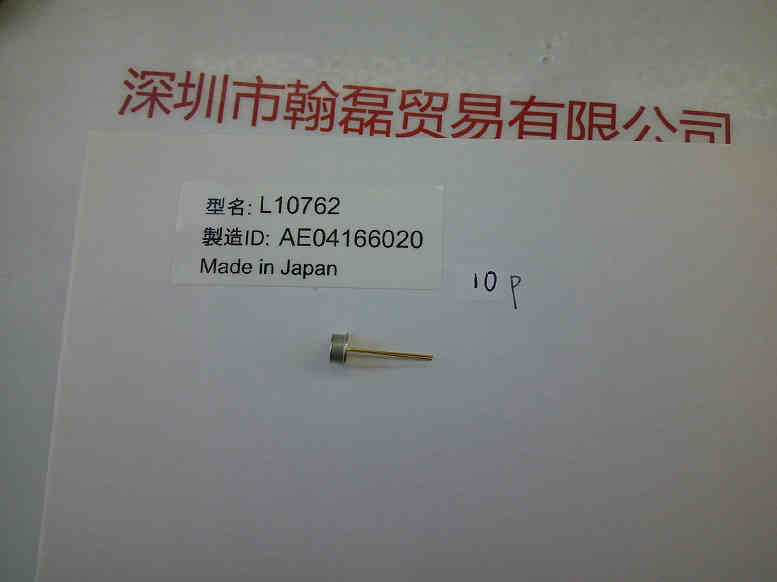 深圳市翰磊贸易有限公司
型名: L10762
製造ID: AE04166020
Made in Japan
10 p